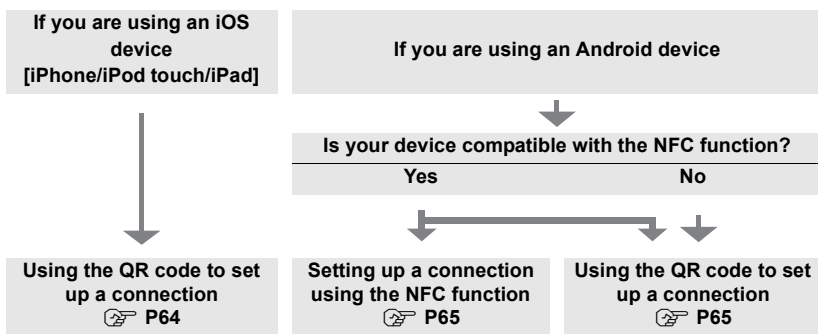 If you are using an iOS
device
[iPhone/iPod touch/iPad]
If you are using an Android device
Is your device compatible with the NFC function?
Yes
No
Using the QR code to set
up a connection
P64
Setting up a connection
using the NFC function
P65
Using the QR code to set
up a connection
P65